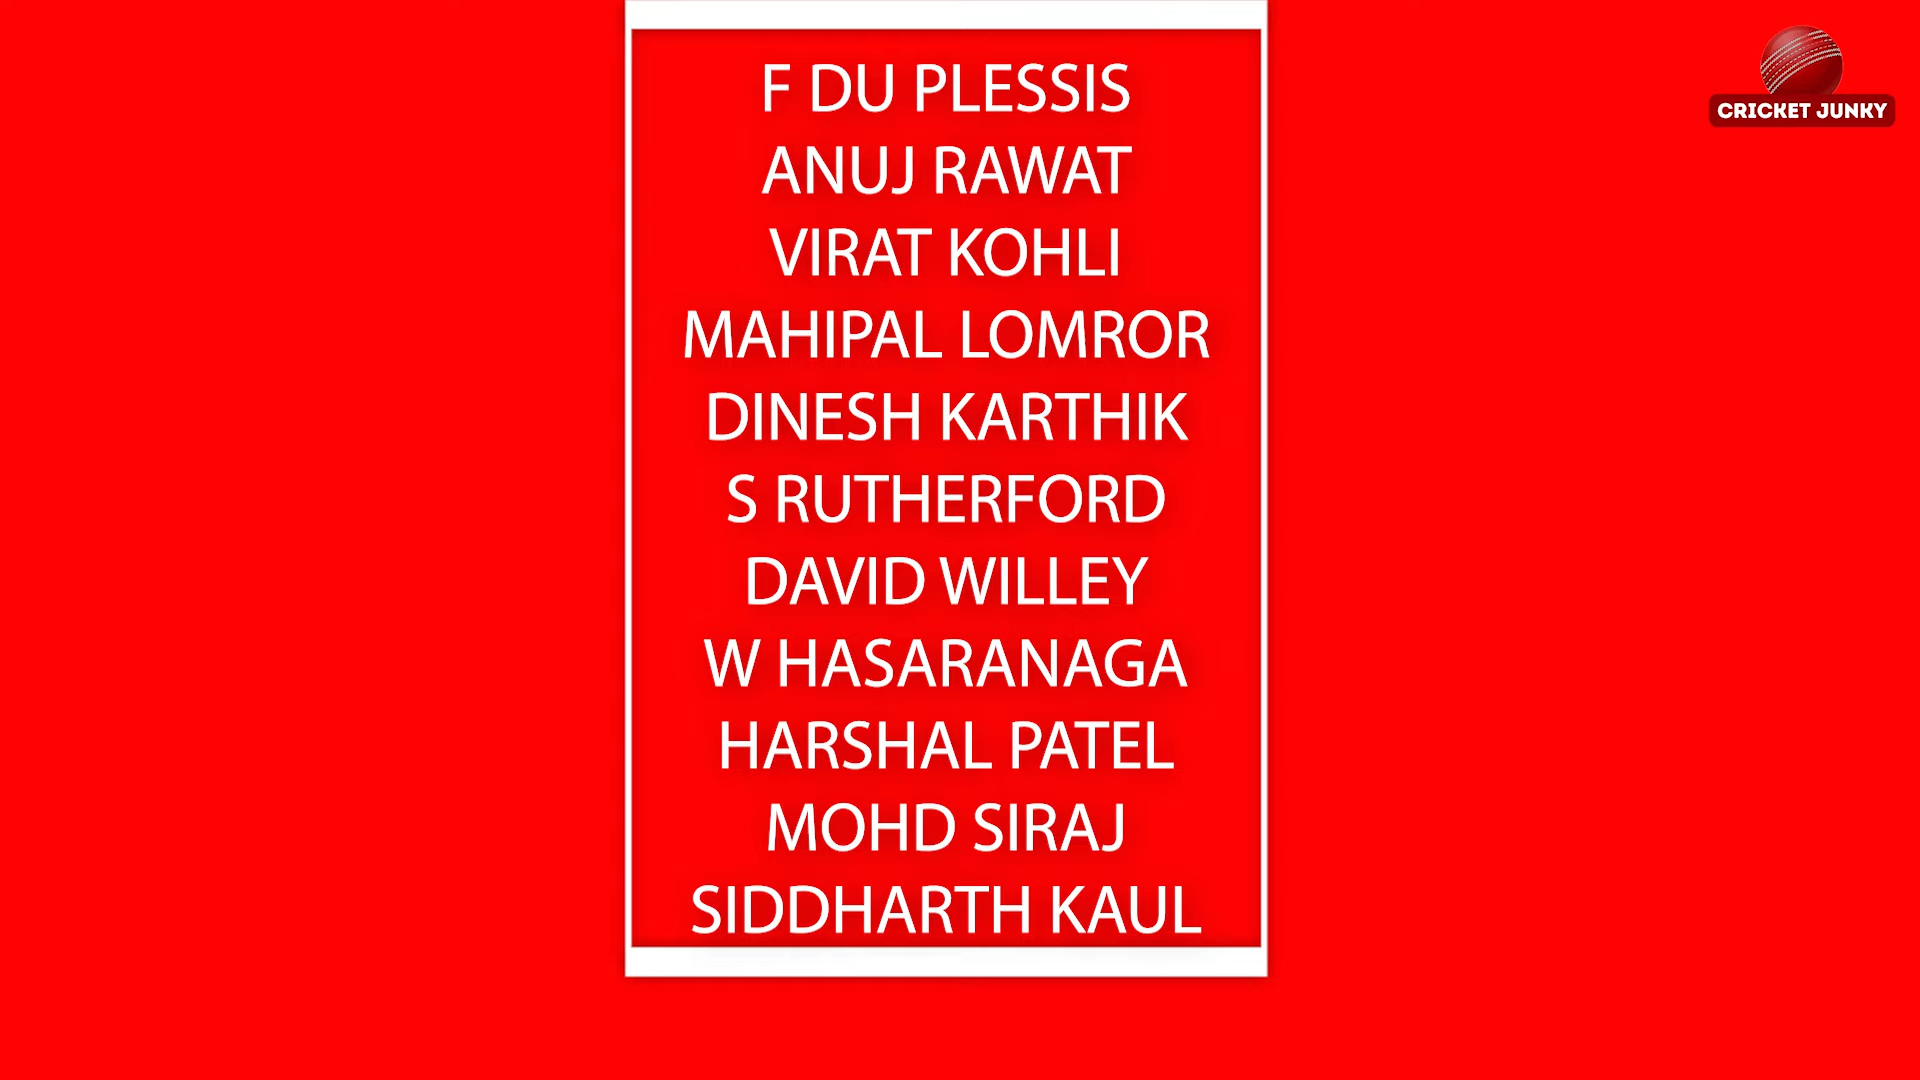 CRICKET JUNKY
F DU PLESSIS
ANUJ RAWAT
VIRAT KOHLI
MAHIPAL LOMROR
DINESH KARTHIK
S RUTHERFORD
DAVID WILLEY
W HASARANAGA
HARSHAL PATEL
MOHD SIRAJ
SIDDHARTH KAUL